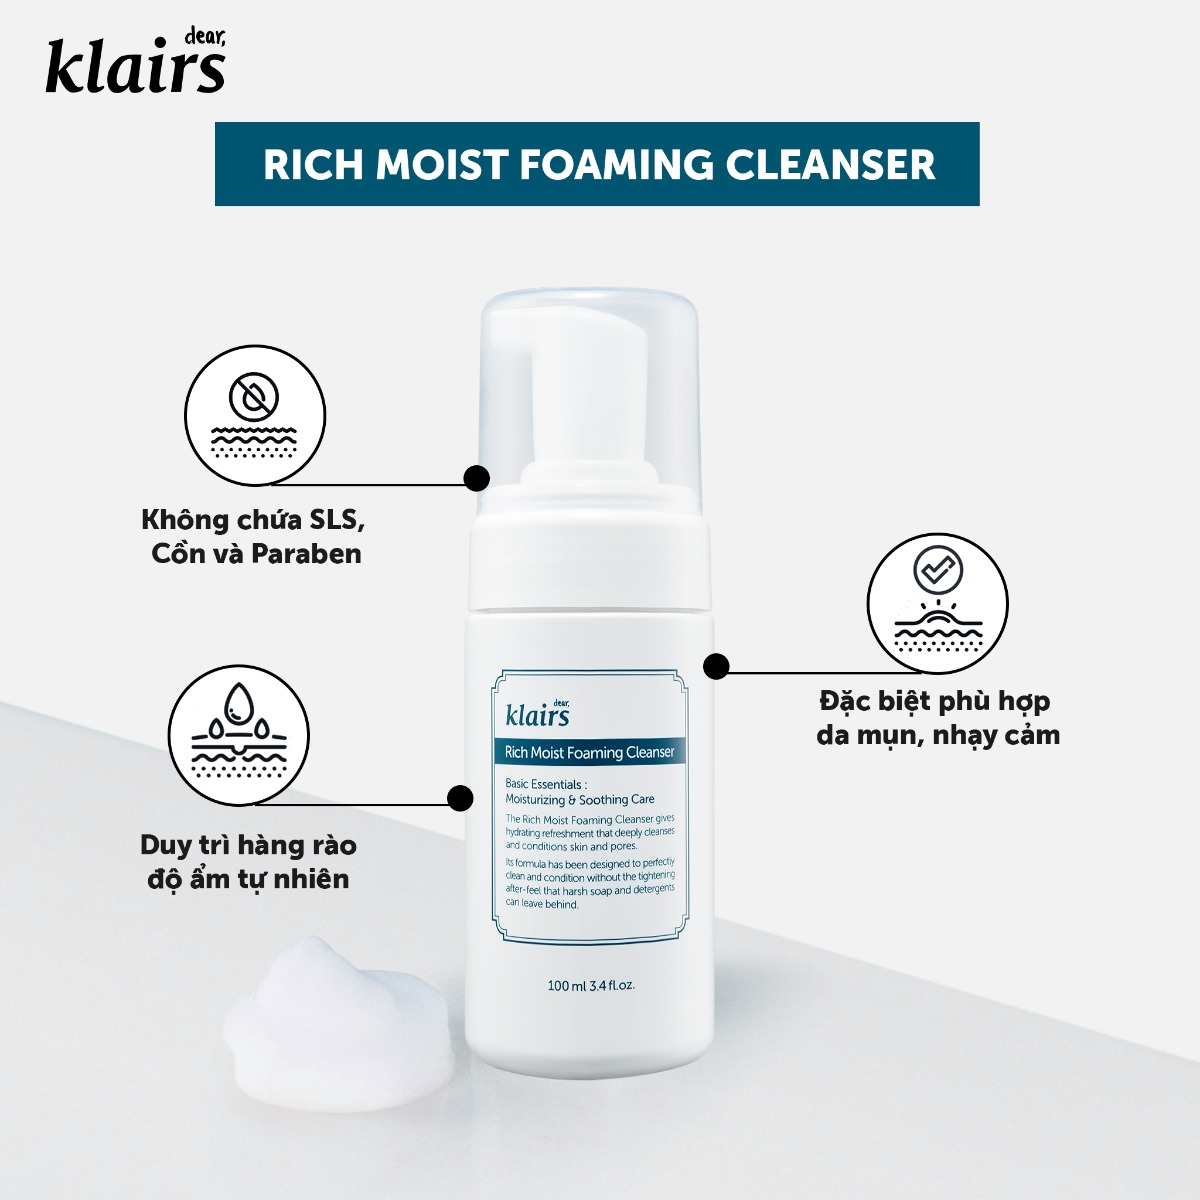 dear,
klairs
RICH MOIST FOAMING CLEANSER
Không chứa SLS,
Cồn và Paraben
Đặc biệt phù hợp
da mụn, nhạy cảm
Duy trì hàng rào
độ ẩm tự nhiên
dear,
klairs
Rich Moist Foaming Cleanser
Basic Essentials :
Moisturizing & Soothing Care
The Rich Moist Foaming Cleanser gives
hydrating refreshment that deeply cleanses
and conditions skin and pores.
Its formula has been designed to perfectly
clean and condition without the tightening
after-feel that harsh soap and detergents
can leave behind.
100 ml 3.4 fl.oz.